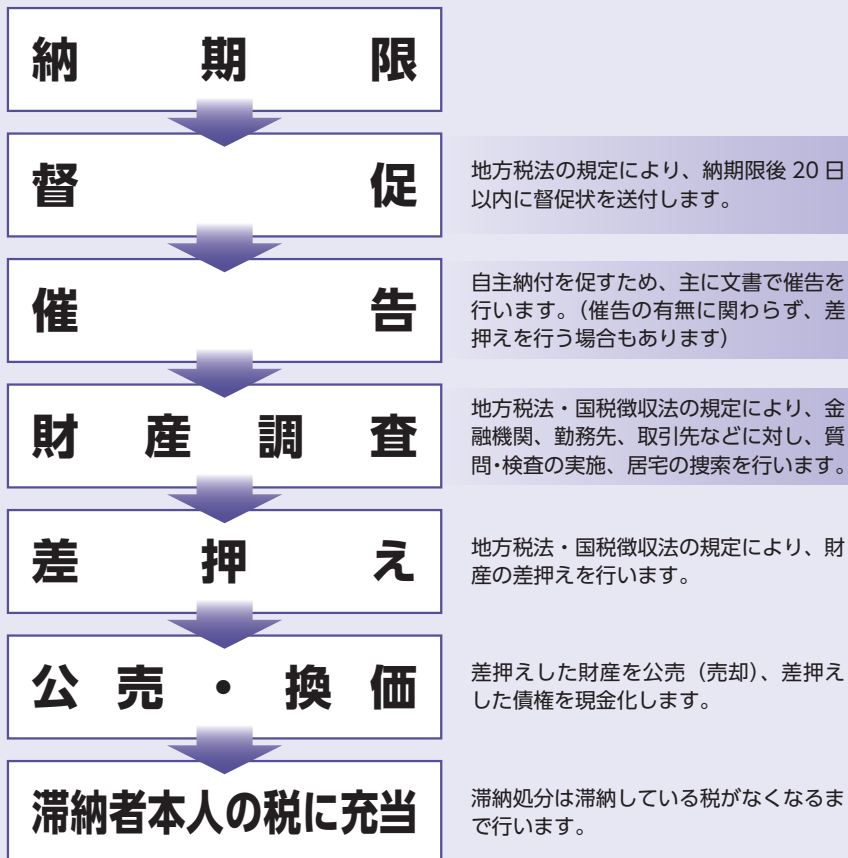 納期限
督促
地方税法の規定により、納期限後 20 日
以内に督促状を送付します。
催告
自主納付を促すため、主に文書で催告を
行います。（催告の有無に関わらず、差
押えを行う場合もあります）
財産調査
地方税法・国税徴収法の規定により、金
融機関、勤務先、取引先などに対し、質
問・検査の実施、居宅の捜索を行います。
差押え
地方税法・国税徴収法の規定により、財
産の差押えを行います。
公売・換価
差押えした財産を公売（売却）、差押え
した債権を現金化します。
滞納者本人の税に充当
滞納処分は滞納している税がなくなるま
で行います。